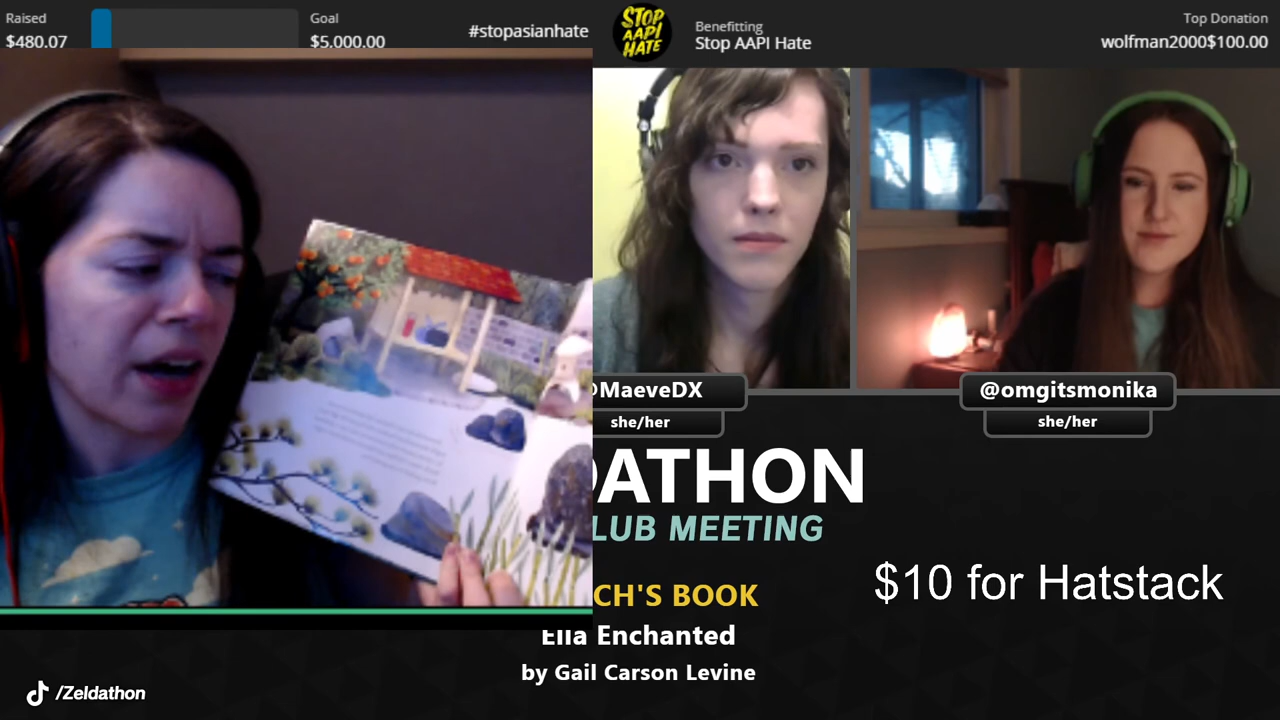 Raised
$480.07
Goal
$5,000.00
#stopasianhate
STOP
AAPI
HATE
Benefitting
Stop AAPI Hate
Top Donation
wolfman2000$100.00
@MaeveDX
she/her
@omgitsmonika
she/her
DATHON
LUB MEETING
CH'S BOOK
Ella Enchanted
by Gail Carson Levine
$10 for Hatstack
/Zeldathon